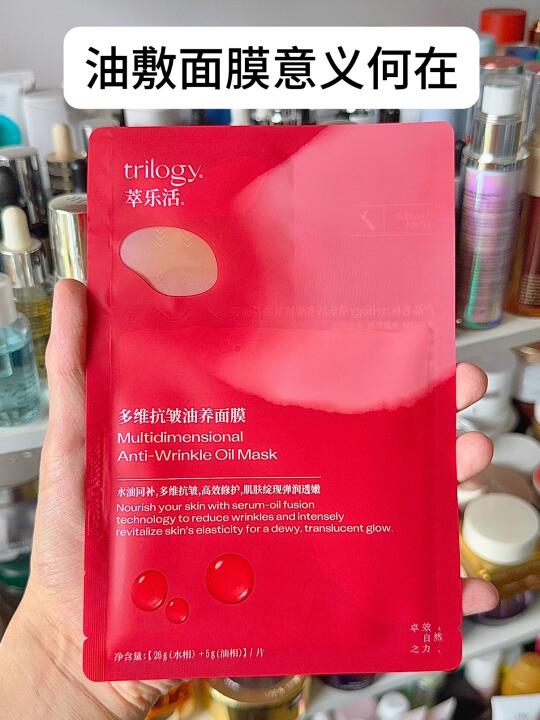 油敷面膜意义何在
trilogy®
萃乐活®
多维抗皱油养面膜
Multidimensional
Anti-Wrinkle Oil Mask
水油同补,多维抗皱,高效修护,肌肤绽现弹润透嫩
Nourish your skin with serum-oil fusion
technology to reduce wrinkles and intensely
revitalize skin's elasticity for a dewy, translucent glow.
卓效自然之力
净含量:【26g(水相)+5g(油相)】/片